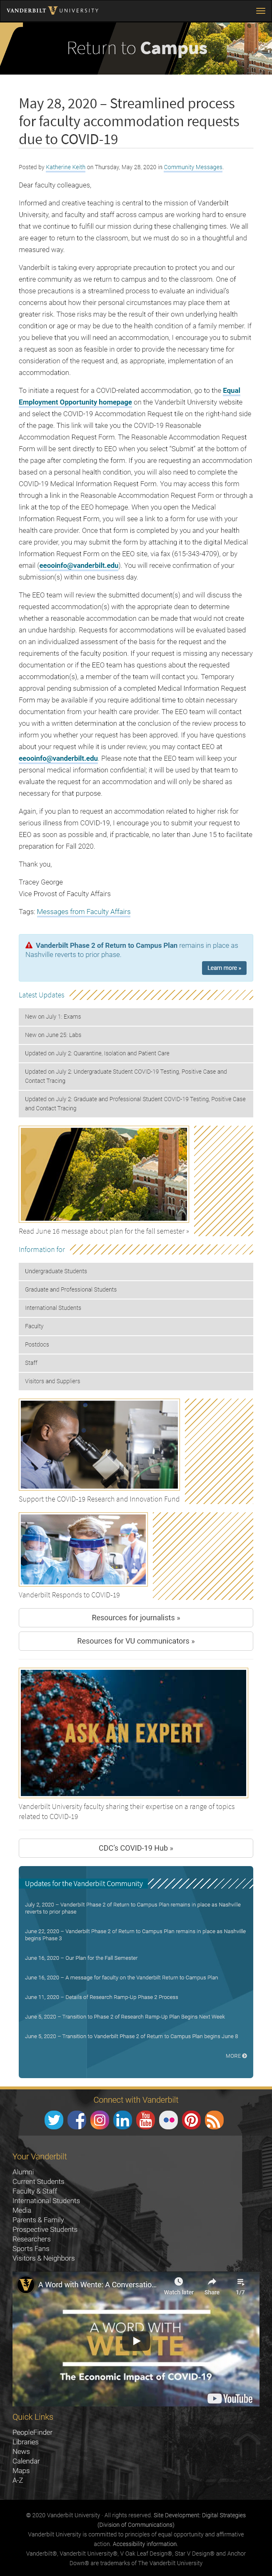 VANDERBILT UNIVERSITY
Return to Campus
May 28, 2020 – Streamlined process
for faculty accommodation requests
due to COVID-19
Posted by Katherine Keith on Thursday, May 28, 2020 in Community Messages.
Dear faculty colleagues,
Informed and creative teaching is central to the mission of Vanderbilt
University, and faculty and staff across campus are working hard to ensure
that we continue to fulfill our mission during these challenging times. We all
are eager to return to the classroom, but we must do so in a thoughtful and
measured way.
Vanderbilt is taking every appropriate precaution to protect you and our entire
community as we return to campus and to the classroom. One of those
precautions is a streamlined process to evaluate an individual's
concerns about how their personal circumstances may place them at
greater risk. Those risks may be the result of their own underlying health
condition or age or may be due to the health condition of a family member. If
you believe that you will need an accommodation, I encourage you to submit
a request as soon as feasible in order to provide the necessary time for
considering the request and, as appropriate, implementation of an
accommodation.
To initiate a request for a COVID-related accommodation, go to the Equal
Employment Opportunity homepage on the Vanderbilt University website
and select the COVID-19 Accommodation Request tile on the right-hand side
of the page. This link will take you to the COVID-19 Reasonable
Accommodation Request Form. The Reasonable Accommodation Request
Form will be sent directly to EEO when you select "Submit" at the bottom of
the page after completing the form. If you are requesting an accommodation
based on a personal health condition, you will also need to complete the
COVID-19 Medical Information Request Form. You may access this form
through a link in the Reasonable Accommodation Request Form or through a
link at the top of the EEO homepage. When you open the Medical
Information Request Form, you will see a link to a form for use with your
health care provider. Once that form is completed by you and your health
care provider, you may submit the form by attaching it to the digital Medical
Information Request Form on the EEO site, via fax (615-343-4709), or by
email (eeooinfo@vanderbilt.edu). You will receive confirmation of your
submission(s) within one business day.
The EEO team will review the submitted document(s) and will assess
whether the requested accommodation(s) are appropriate and if so,
requested accommodation(s) with the appropriate dean to determine
whether or not the accommodations can be made and that doing so would not create
an undue hardship. Requests for accommodations will be evaluated based
on an individualized assessment of the request and
the requirements for the faculty position. If your request is missing any necessary
documentation or if the EEO team has questions about the requested
accommodation(s), a member of the team will contact you. Temporary
accommodations pending submission of a completed Medical Information Request
Form may be available if you anticipate that it will take more time to obtain
documentation from your health care provider. The EEO team will contact
you with a written determination at the conclusion of their review process to
inform you whether your request has been granted. If you have questions
about your request while it is under review, you may contact EEO at
eeooinfo@vanderbilt.edu. Please note that the EEO team will keep your
personal medical information confidential; it will be used by that team to
evaluate the request for an accommodation and will only be shared as
necessary for that purpose.
Again, if you plan to request an accommodation related to higher risk for
serious illness from COVID-19, I encourage you to submit your request to
EEO as soon as possible and, if practicable, no later than June 15 to facilitate
preparation for Fall 2020.
Thank you,
Tracey George
Vice Provost of Faculty Affairs
Tags: Messages from Faculty Affairs
Vanderbilt Phase 2 of Return to Campus Plan remains in place as
Nashville reverts to prior phase.
Learn more »
Latest Updates
New on July 1: Exams
New on June 25: Labs
Updated on July 2: Quarantine, Isolation and Patient Care
Updated on July 2: Undergraduate Student COVID-19 Testing, Positive Case and
Contact Tracing
Updated on July 2: Graduate and Professional Student COVID-19 Testing, Positive Case
and Contact Tracing
Read June 16 message about plan for the fall semester »
Information for
Undergraduate Students
Graduate and Professional Students
International Students
Faculty
Postdocs
Staff
Visitors and Suppliers
Support the COVID-19 Research and Innovation Fund
Vanderbilt Responds to COVID-19
Resources for journalists »
Resources for VU communicators »
ASK AN EXPERT
Vanderbilt University faculty sharing their expertise on a range of topics
related to COVID-19
CDC's COVID-19 Hub »
Updates for the Vanderbilt Community
July 2, 2020 – Vanderbilt Phase 2 of Return to Campus Plan remains in place as Nashville
reverts to prior phase
June 22, 2020 – Vanderbilt Phase 2 of Return to Campus Plan remains in place as Nashville
begins Phase 3
June 16, 2020 – Our Plan for the Fall Semester
June 16, 2020 – A message for faculty on the Vanderbilt Return to Campus Plan
June 11, 2020 – Details of Research Ramp-Up Phase 2 Process
June 5, 2020 – Transition to Phase 2 of Research Ramp-Up Plan Begins Next Week
June 5, 2020 – Transition to Vanderbilt Phase 2 of Return to Campus Plan begins June 8
MORE
Connect with Vanderbilt
Your Vanderbilt
Alumni
Current Students
Faculty & Staff
International Students
Media
Parents & Family
Prospective Students
Researchers
Sports Fans
Visitors & Neighbors
A Word with Wente: A Conversatio...
Watch later
Share
1/7
A WORD WITH
WENTE
The Economic Impact of COVID-19
YouTube
Quick Links
PeopleFinder
Libraries
News
Calendar
Maps
A-Z
© 2020 Vanderbilt University · All rights reserved. Site Development: Digital Strategies
(Division of Communications)
Vanderbilt University is committed to principles of equal opportunity and affirmative
action. Accessibility information.
Vanderbilt®, Vanderbilt University®, V Oak Leaf Design®, Star V Design® and Anchor
Down® are trademarks of The Vanderbilt University